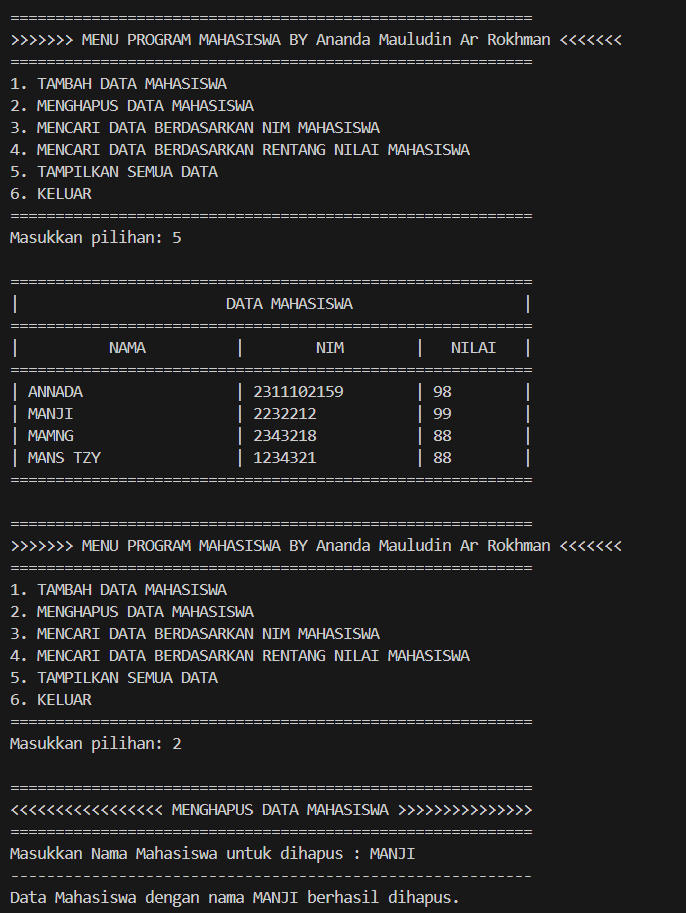 ==========================================================
>>>>>>> MENU PROGRAM MAHASISWA BY Ananda Mauludin Ar Rokhman <<<<<<<
==========================================================
1. TAMBAH DATA MAHASISWA
2. MENGHAPUS DATA MAHASISWA
3. MENCARI DATA BERDASARKAN NIM MAHASISWA
4. MENCARI DATA BERDASARKAN RENTANG NILAI MAHASISWA
5. TAMPILKAN SEMUA DATA
6. KELUAR
==========================================================
Masukkan pilihan: 5
==========================================================
|                       DATA MAHASISWA                   |
==========================================================
|          NAMA          |        NIM        |   NILAI   |
==========================================================
| ANNADA                 | 2311102159        | 98        |
| MANJI                  | 2232212           | 99        |
| MAMNG                  | 2343218           | 88        |
| MANS TZY               | 1234321           | 88        |
==========================================================
==========================================================
>>>>>>> MENU PROGRAM MAHASISWA BY Ananda Mauludin Ar Rokhman <<<<<<<
==========================================================
1. TAMBAH DATA MAHASISWA
2. MENGHAPUS DATA MAHASISWA
3. MENCARI DATA BERDASARKAN NIM MAHASISWA
4. MENCARI DATA BERDASARKAN RENTANG NILAI MAHASISWA
5. TAMPILKAN SEMUA DATA
6. KELUAR
==========================================================
Masukkan pilihan: 2
==========================================================
<<<<<<<<<<<<<<<<< MENGHAPUS DATA MAHASISWA >>>>>>>>>>>>>>>
==========================================================
Masukkan Nama Mahasiswa untuk dihapus : MANJI
----------------------------------------------------------
Data Mahasiswa dengan nama MANJI berhasil dihapus.